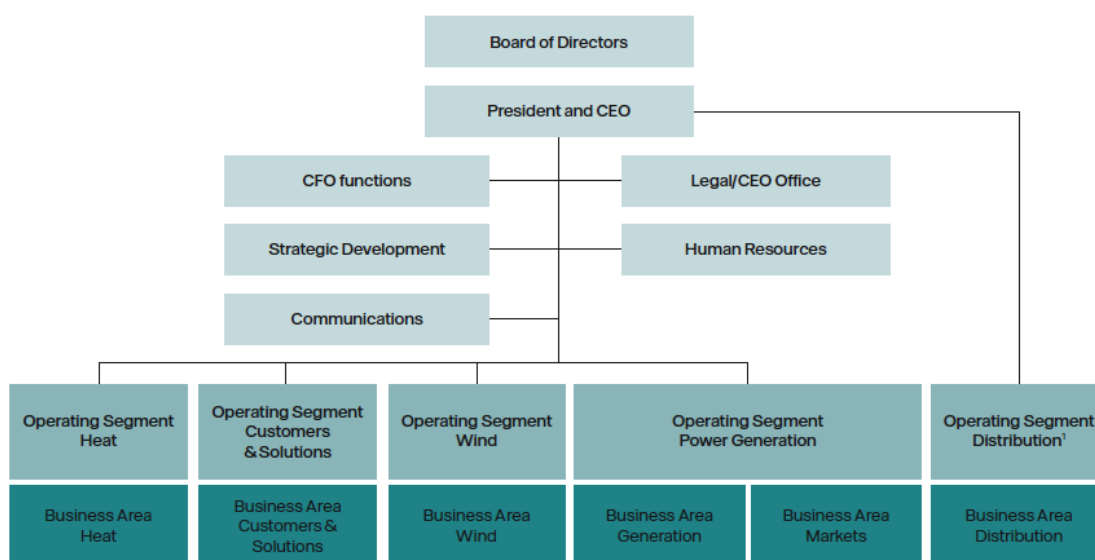 Board of Directors
President and CEO
CFO functions
Legal/CEO Office
Strategic Development
Human Resources
Communications
Operating Segment
Heat
Operating Segment
Customers
& Solutions
Operating Segment
Wind
Operating Segment
Power Generation
Operating Segment
Distribution¹
Business Area
Heat
Business Area
Customers &
Solutions
Business Area
Wind
Business Area
Generation
Business Area
Markets
Business Area
Distribution